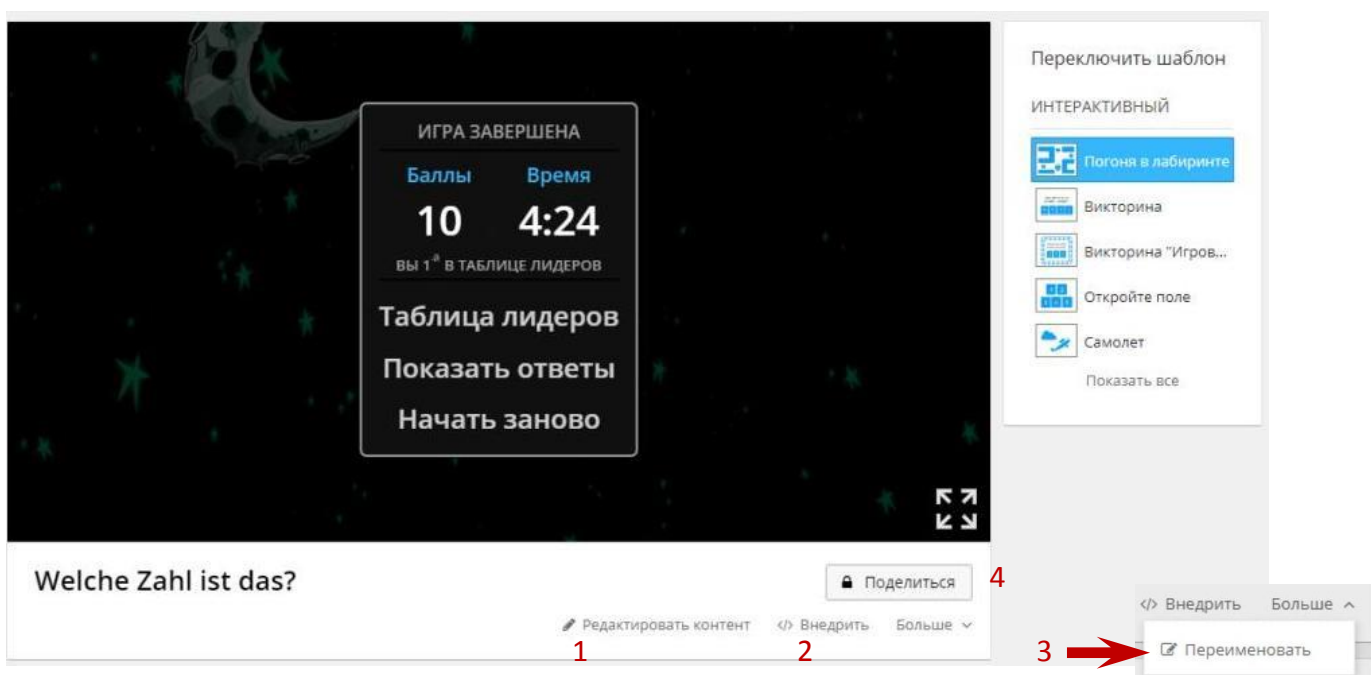 ИГРА ЗАВЕРШЕНА
Баллы Время
10 4:24
ВЫ 1ª В ТАБЛИЦЕ ЛИДЕРОВ
Таблица лидеров
Показать ответы
Начать заново
Переключить шаблон
ИНТЕРАКТИВНЫЙ
Погоня в лабиринте
Викторина
Викторина "Игров...
Откройте поле
Самолет
Показать все
Welche Zahl ist das?
Поделиться 4
Редактировать контент </> Внедрить Больше
1 2
</> Внедрить Больше
3 Переименовать